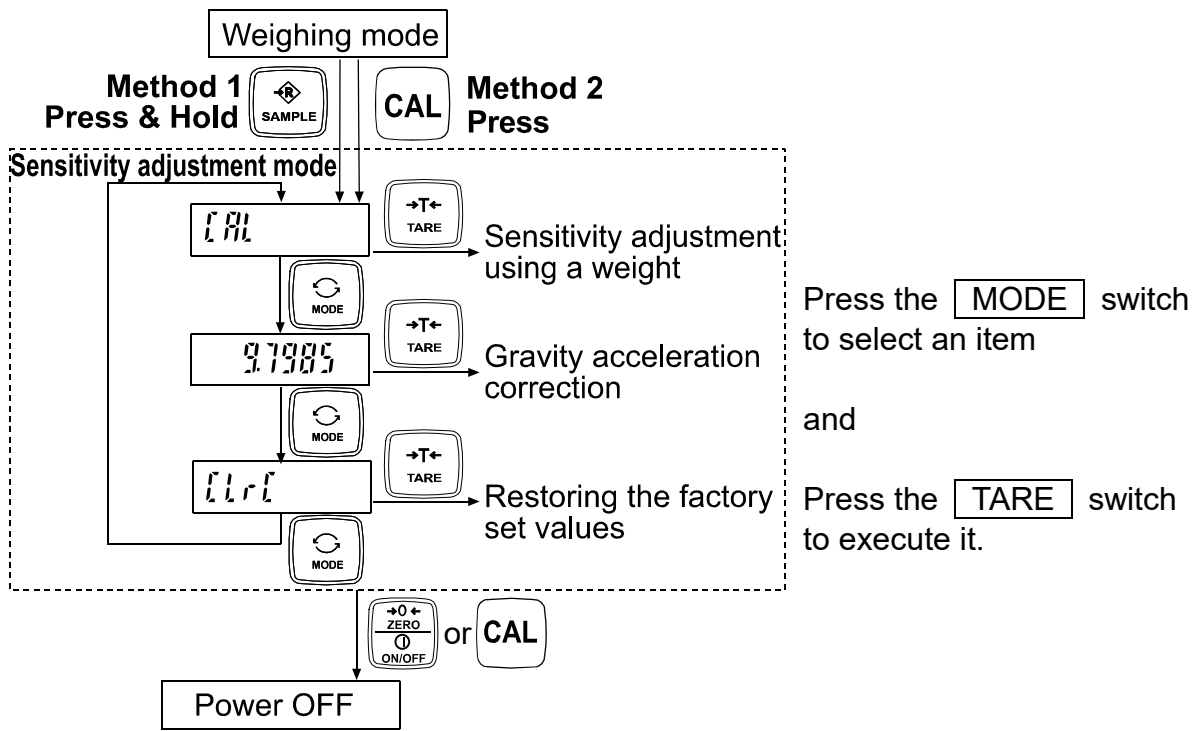 Weighing mode
Method 1
Press & Hold
→R←
SAMPLE
CAL
Method 2
Press
Sensitivity adjustment mode
CAL
→T←
TARE
Sensitivity adjustment
using a weight
MODE
9.7985
→T←
TARE
Gravity acceleration
correction
MODE
CLrC
→T←
TARE
Restoring the factory
set values
MODE
Press the MODE switch
to select an item
and
Press the TARE switch
to execute it.
→0←
ZERO
ON/OFF
or
CAL
Power OFF